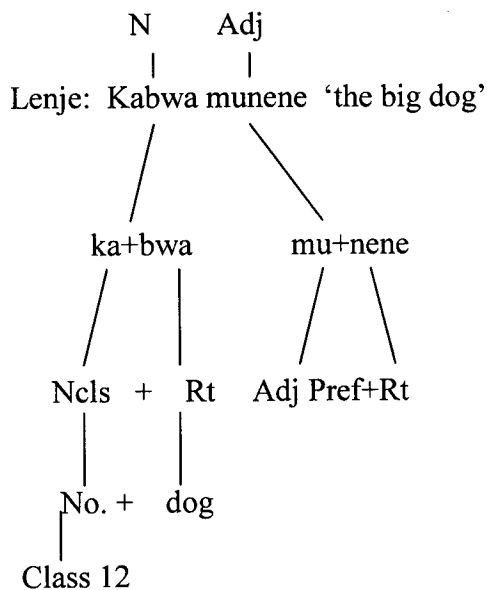 N Adj
Lenje: Kabwa munene ‘the big dog’
ka+bwa mu+nene
Ncls + Rt Adj Pref+Rt
No. + dog
Class 12